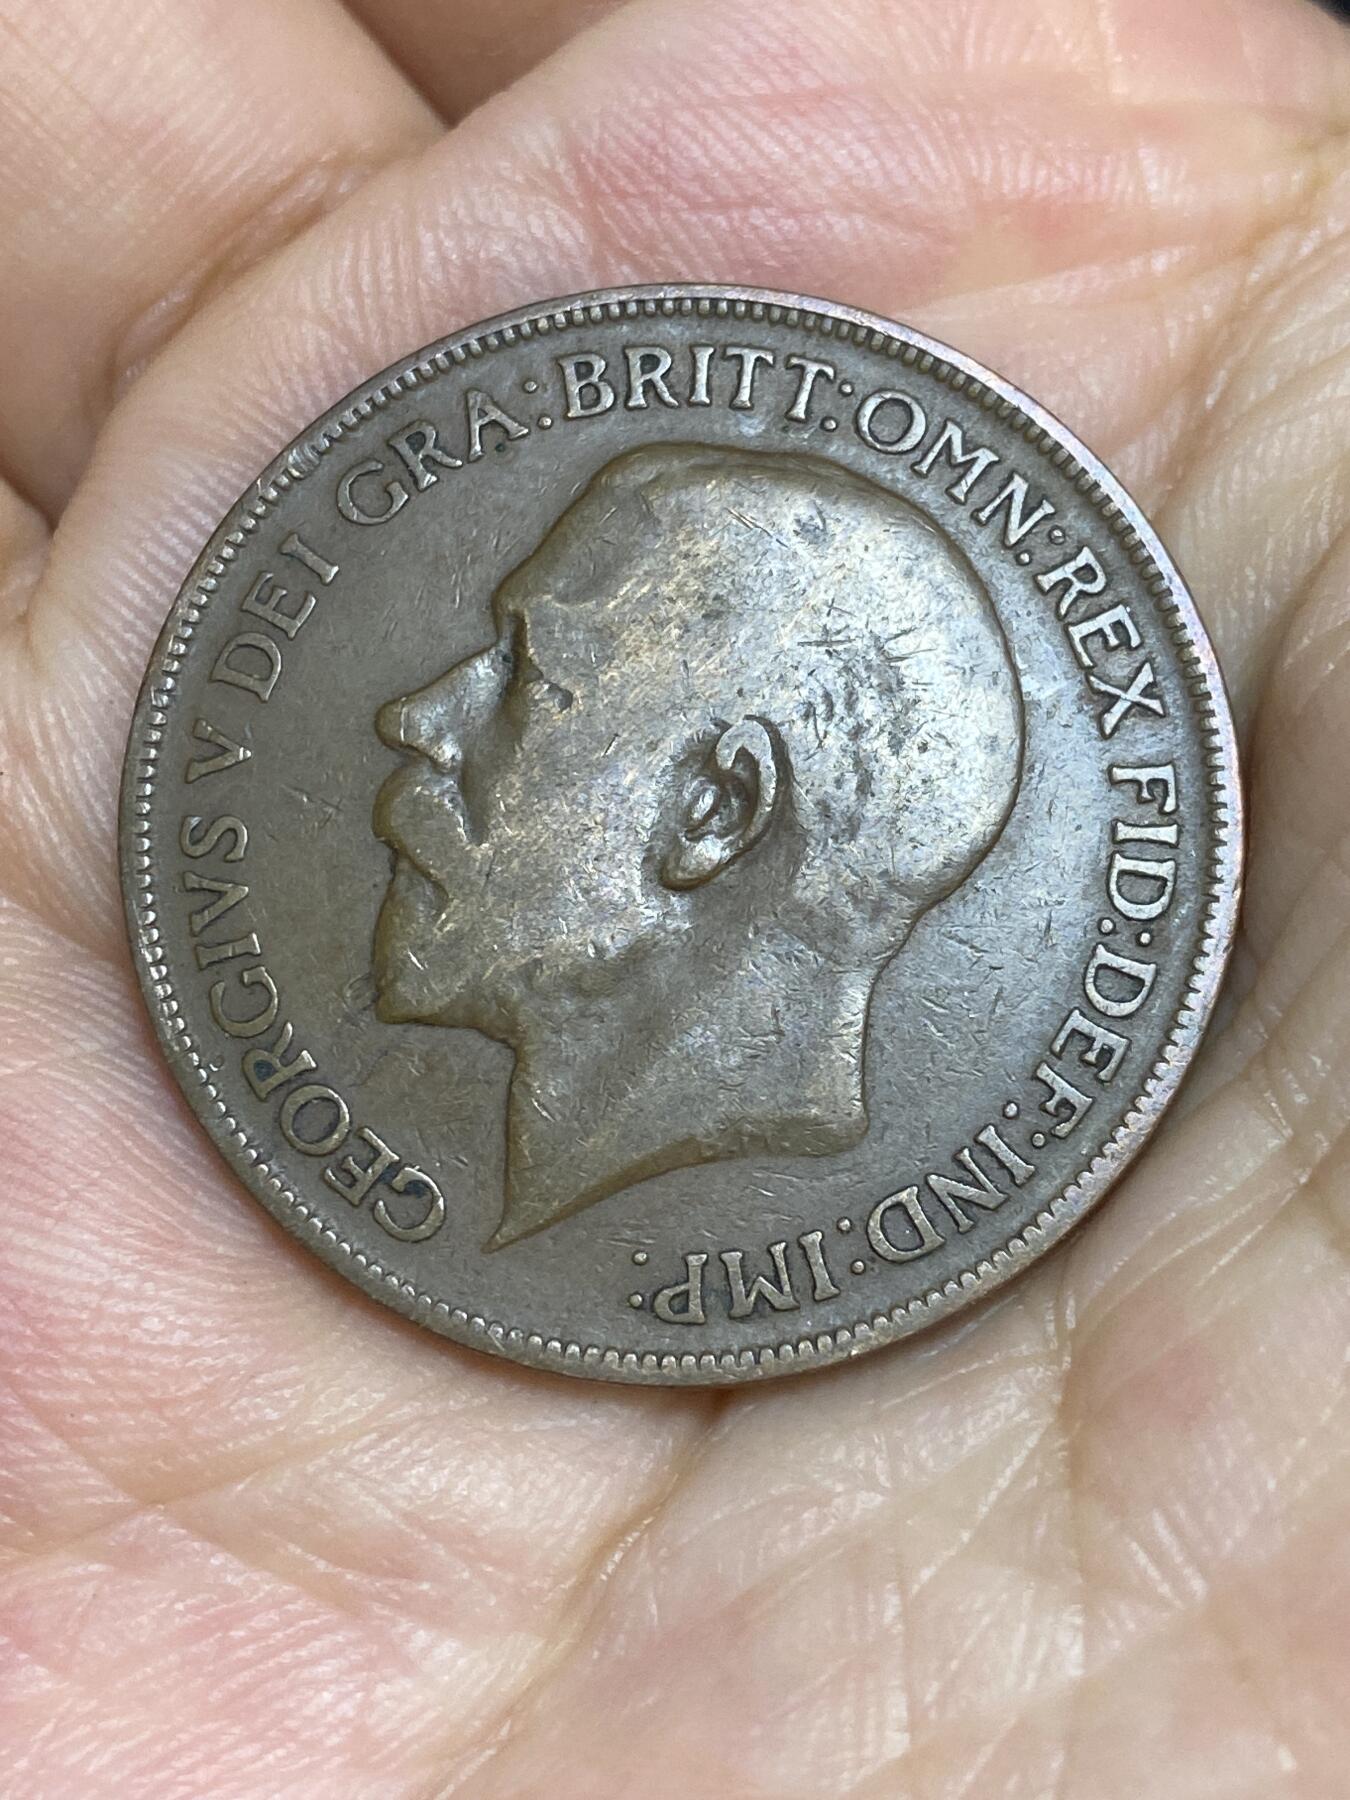 GEORGIVS V DEI GRA: BRITT: OMN: REX FID: DEF: IND: IMP: